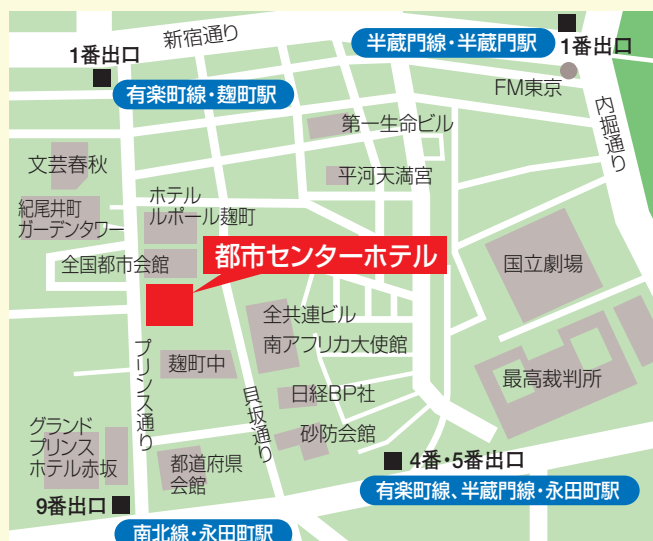 新宿通り
半蔵門線・半蔵門駅
1番出口
1番出口
有楽町線・麹町駅
FM東京
内堀通り
第一生命ビル
文芸春秋
平河天満宮
紀尾井町
ガーデンタワー
ホテル
ルポール麹町
全国都市会館
都市センターホテル
国立劇場
全共連ビル
南アフリカ大使館
プリンス通り
麹町中
貝坂通り
日経BP社
最高裁判所
グランド
プリンス
ホテル赤坂
砂防会館
都道府県
会館
4番・5番出口
有楽町線、半蔵門線・永田町駅
9番出口
南北線・永田町駅